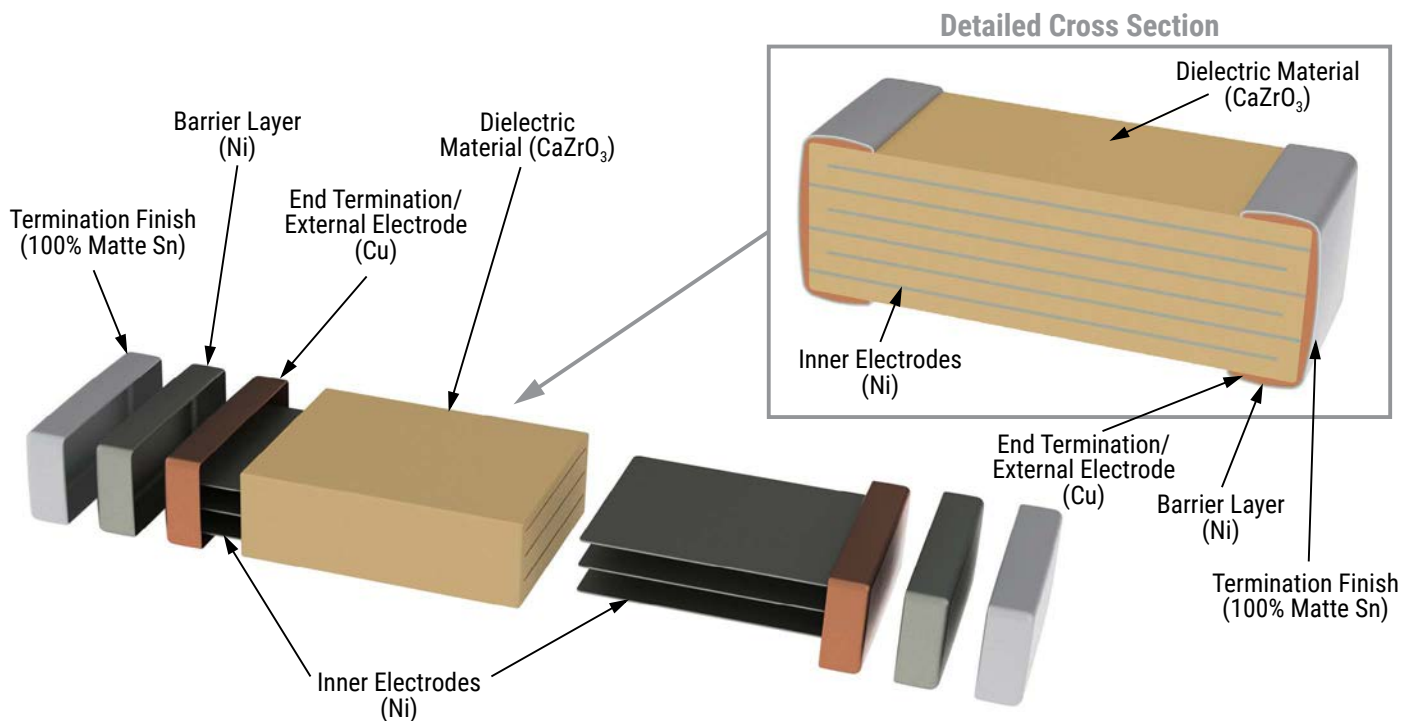 Detailed Cross Section
Dielectric Material
(CaZrO₃)
Barrier Layer
(Ni)
Dielectric
Material (CaZrO₃)
End Termination/
External Electrode
(Cu)
Termination Finish
(100% Matte Sn)
Inner Electrodes
(Ni)
End Termination/
External Electrode
(Cu)
Barrier Layer
(Ni)
Termination Finish
(100% Matte Sn)
Inner Electrodes
(Ni)